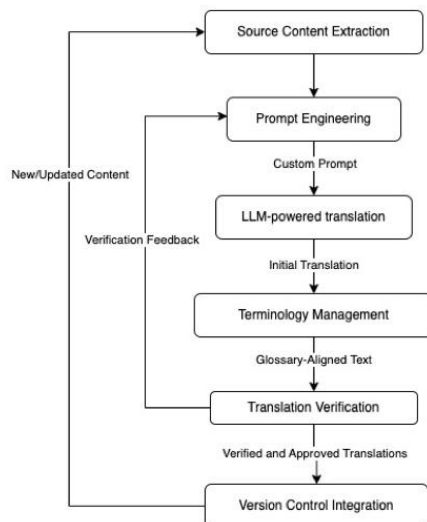 Source Content Extraction
Prompt Engineering
Custom Prompt
New/Updated Content
LLM-powered translation
Verification Feedback
Initial Translation
Terminology Management
Glossary-Aligned Text
Translation Verification
Verified and Approved Translations
Version Control Integration